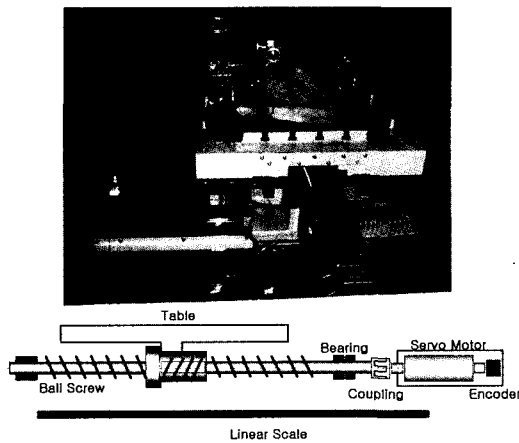 Table
Bearing
Servo Motor
Ball Screw
Coupling
Encoder
Linear Scale